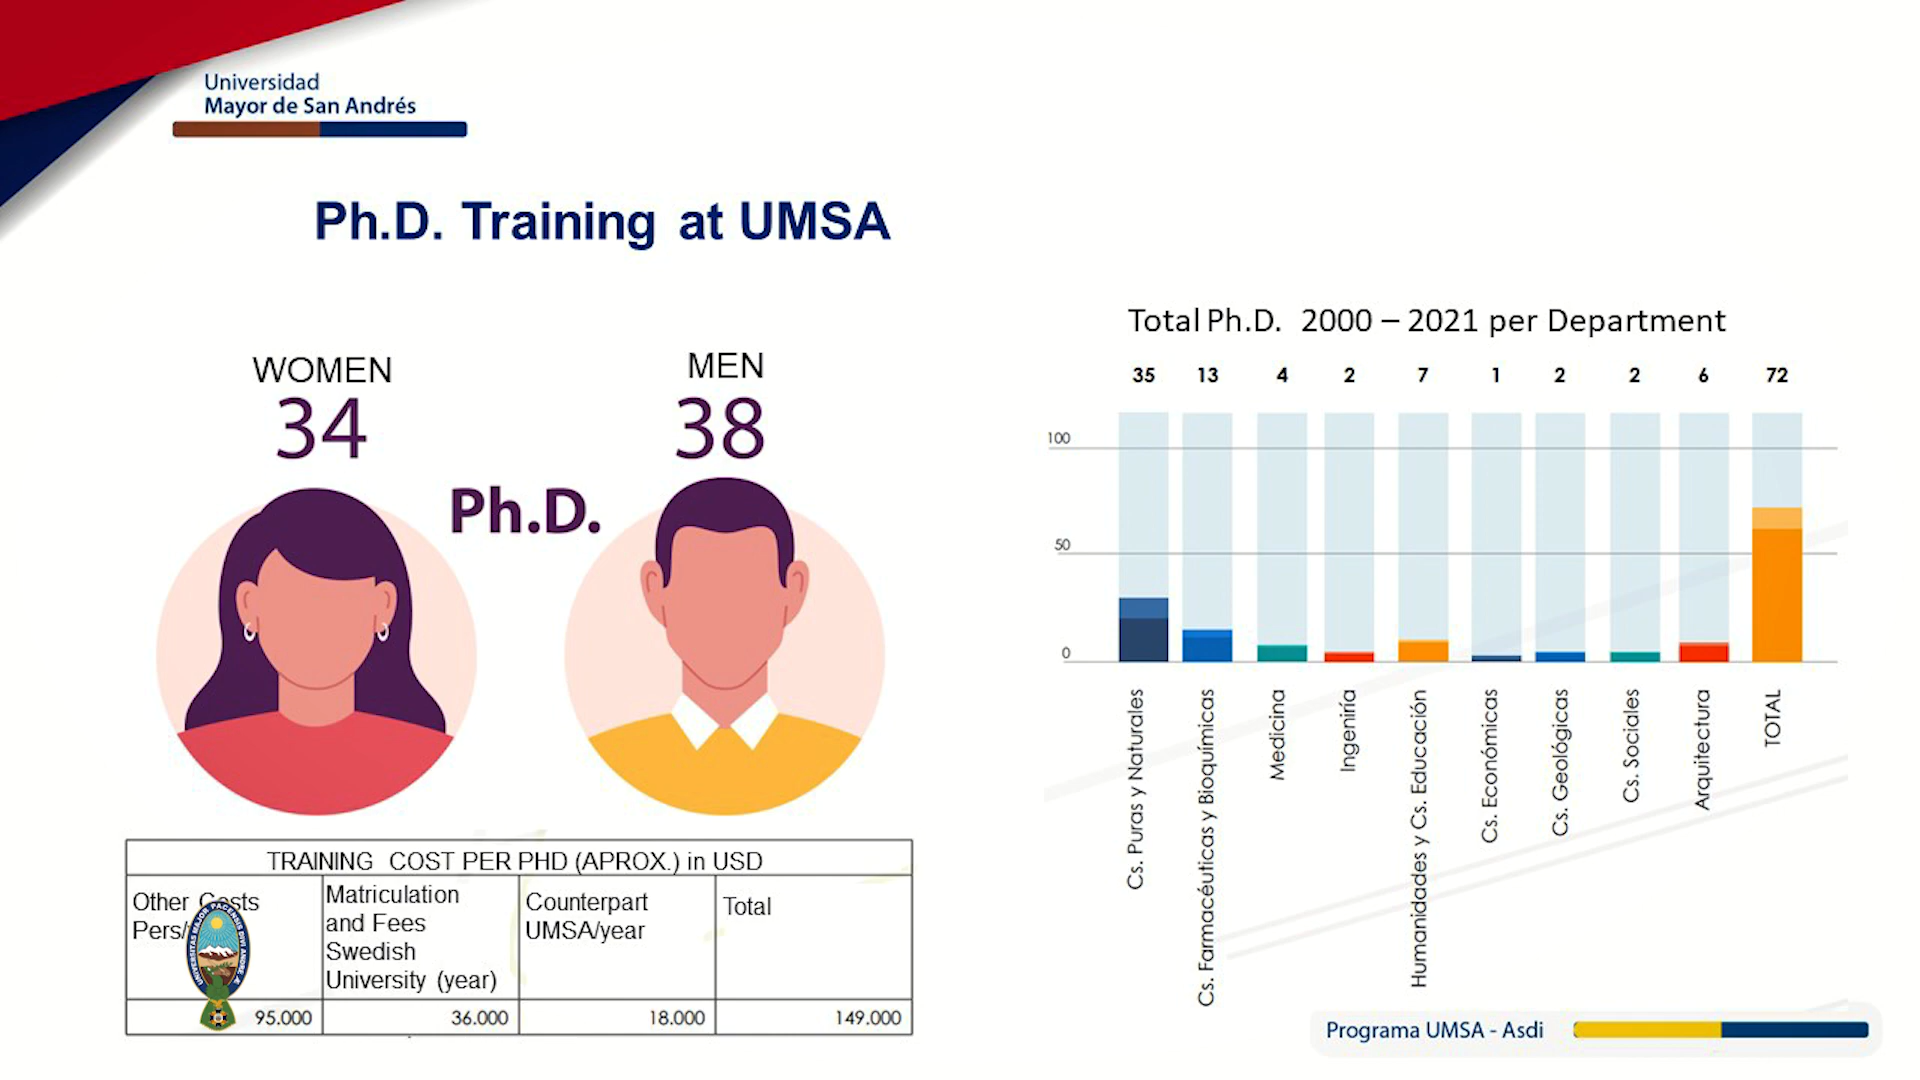 Universidad
Mayor de San Andrés
Ph.D. Training at UMSA
WOMEN
34
MEN
38
Ph.D.
Total Ph.D. 2000 – 2021 per Department
35 13 4 2 7 1 2 2 6 72
100
50
0
Cs. Puras y Naturales
Cs. Farmacéuticas y Bioquímicas
Medicina
Ingeniría
Humanidades y Cs. Educación
Cs. Económicas
Cs. Geológicas
Cs. Sociales
Arquitectura
TOTAL
TRAINING COST PER PHD (APROX.) in USD
Other Costs
Pers/
Matriculation
and Fees
Swedish
University (year)
Counterpart
UMSA/year
Total
95.000 36.000 18.000 149.000
Programa UMSA - Asdi